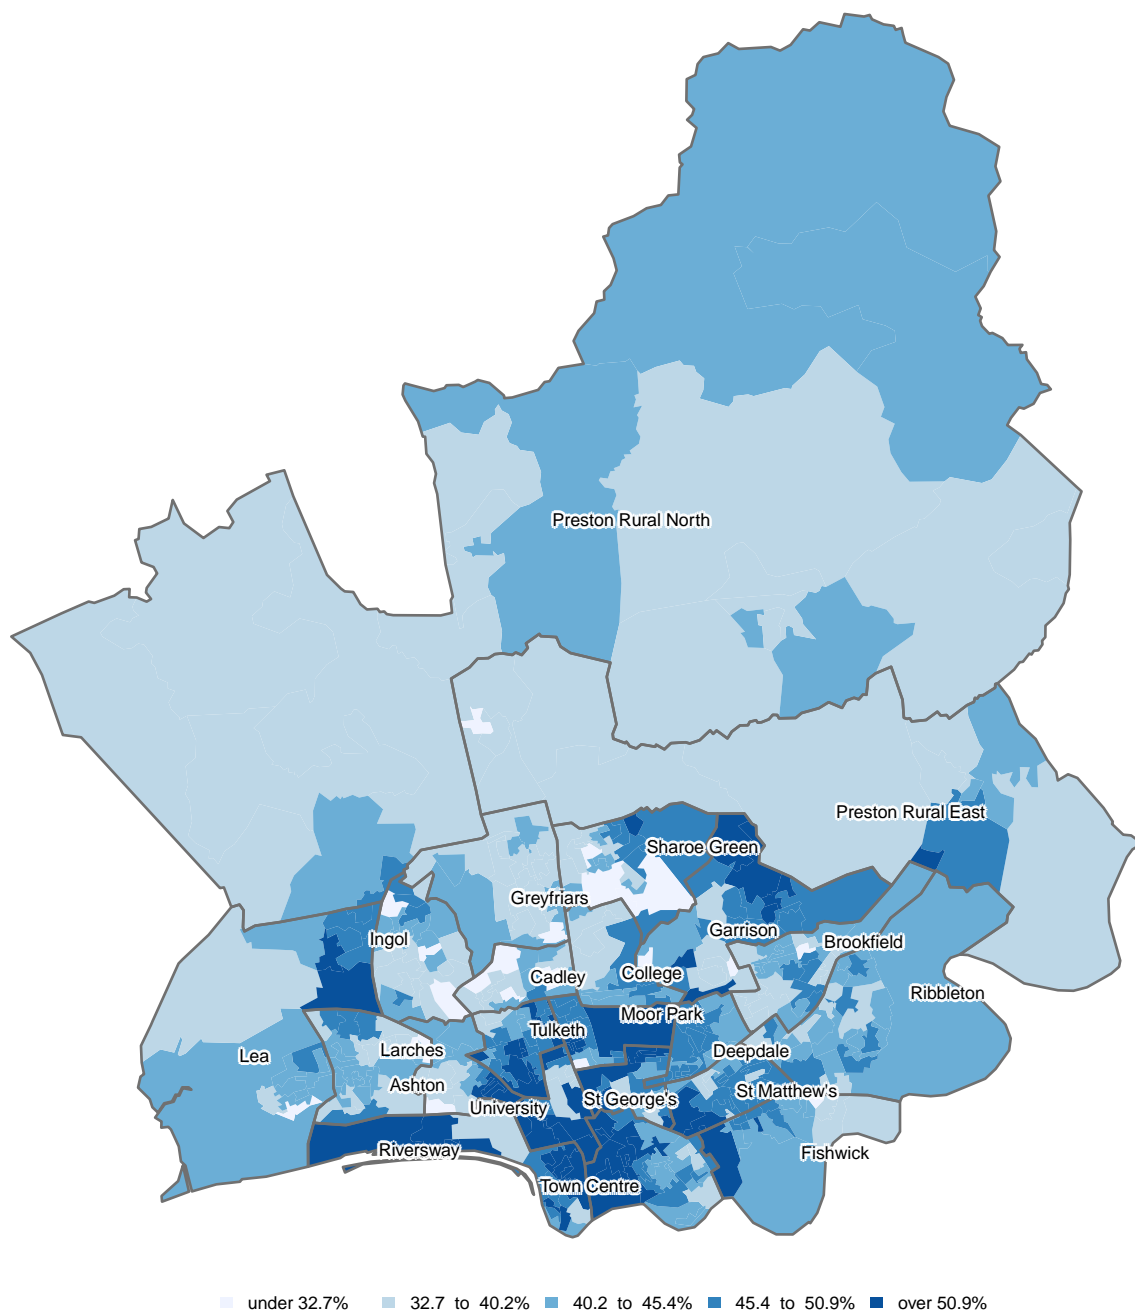 Preston Rural North
Preston Rural East
Sharoe Green
Greyfriars
Garrison
Ingol
Brookfield
Cadley
College
Ribbleton
Moor Park
Tulketh
Lea
Larches
Deepdale
Ashton
St Matthew's
University
St George's
Riversway
Fishwick
Town Centre
under 32.7% 32.7 to 40.2% 40.2 to 45.4% 45.4 to 50.9% over 50.9%